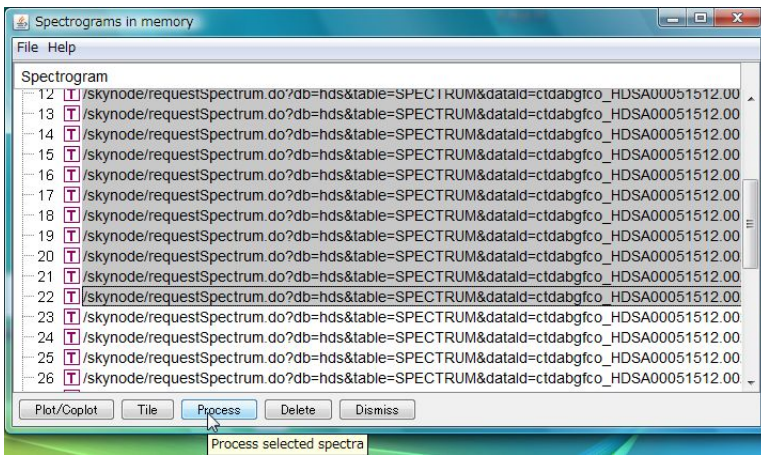 Spectrograms in memory
File Help
Spectrogram
12 T /skynode/requestSpectrum.do?db=hds&table=SPECTRUM&dataId=ctdabgfco_HDSA00051512.00
13 T /skynode/requestSpectrum.do?db=hds&table=SPECTRUM&dataId=ctdabgfco_HDSA00051512.00
14 T /skynode/requestSpectrum.do?db=hds&table=SPECTRUM&dataId=ctdabgfco_HDSA00051512.00
15 T /skynode/requestSpectrum.do?db=hds&table=SPECTRUM&dataId=ctdabgfco_HDSA00051512.00
16 T /skynode/requestSpectrum.do?db=hds&table=SPECTRUM&dataId=ctdabgfco_HDSA00051512.00
17 T /skynode/requestSpectrum.do?db=hds&table=SPECTRUM&dataId=ctdabgfco_HDSA00051512.00
18 T /skynode/requestSpectrum.do?db=hds&table=SPECTRUM&dataId=ctdabgfco_HDSA00051512.00
19 T /skynode/requestSpectrum.do?db=hds&table=SPECTRUM&dataId=ctdabgfco_HDSA00051512.00
20 T /skynode/requestSpectrum.do?db=hds&table=SPECTRUM&dataId=ctdabgfco_HDSA00051512.00
21 T /skynode/requestSpectrum.do?db=hds&table=SPECTRUM&dataId=ctdabgfco_HDSA00051512.00
22 T /skynode/requestSpectrum.do?db=hds&table=SPECTRUM&dataId=ctdabgfco_HDSA00051512.00
23 T /skynode/requestSpectrum.do?db=hds&table=SPECTRUM&dataId=ctdabgfco_HDSA00051512.00
24 T /skynode/requestSpectrum.do?db=hds&table=SPECTRUM&dataId=ctdabgfco_HDSA00051512.00
25 T /skynode/requestSpectrum.do?db=hds&table=SPECTRUM&dataId=ctdabgfco_HDSA00051512.00
26 T /skynode/requestSpectrum.do?db=hds&table=SPECTRUM&dataId=ctdabgfco_HDSA00051512.00
Plot/Coplot Tile Process Delete Dismiss
Process selected spectra